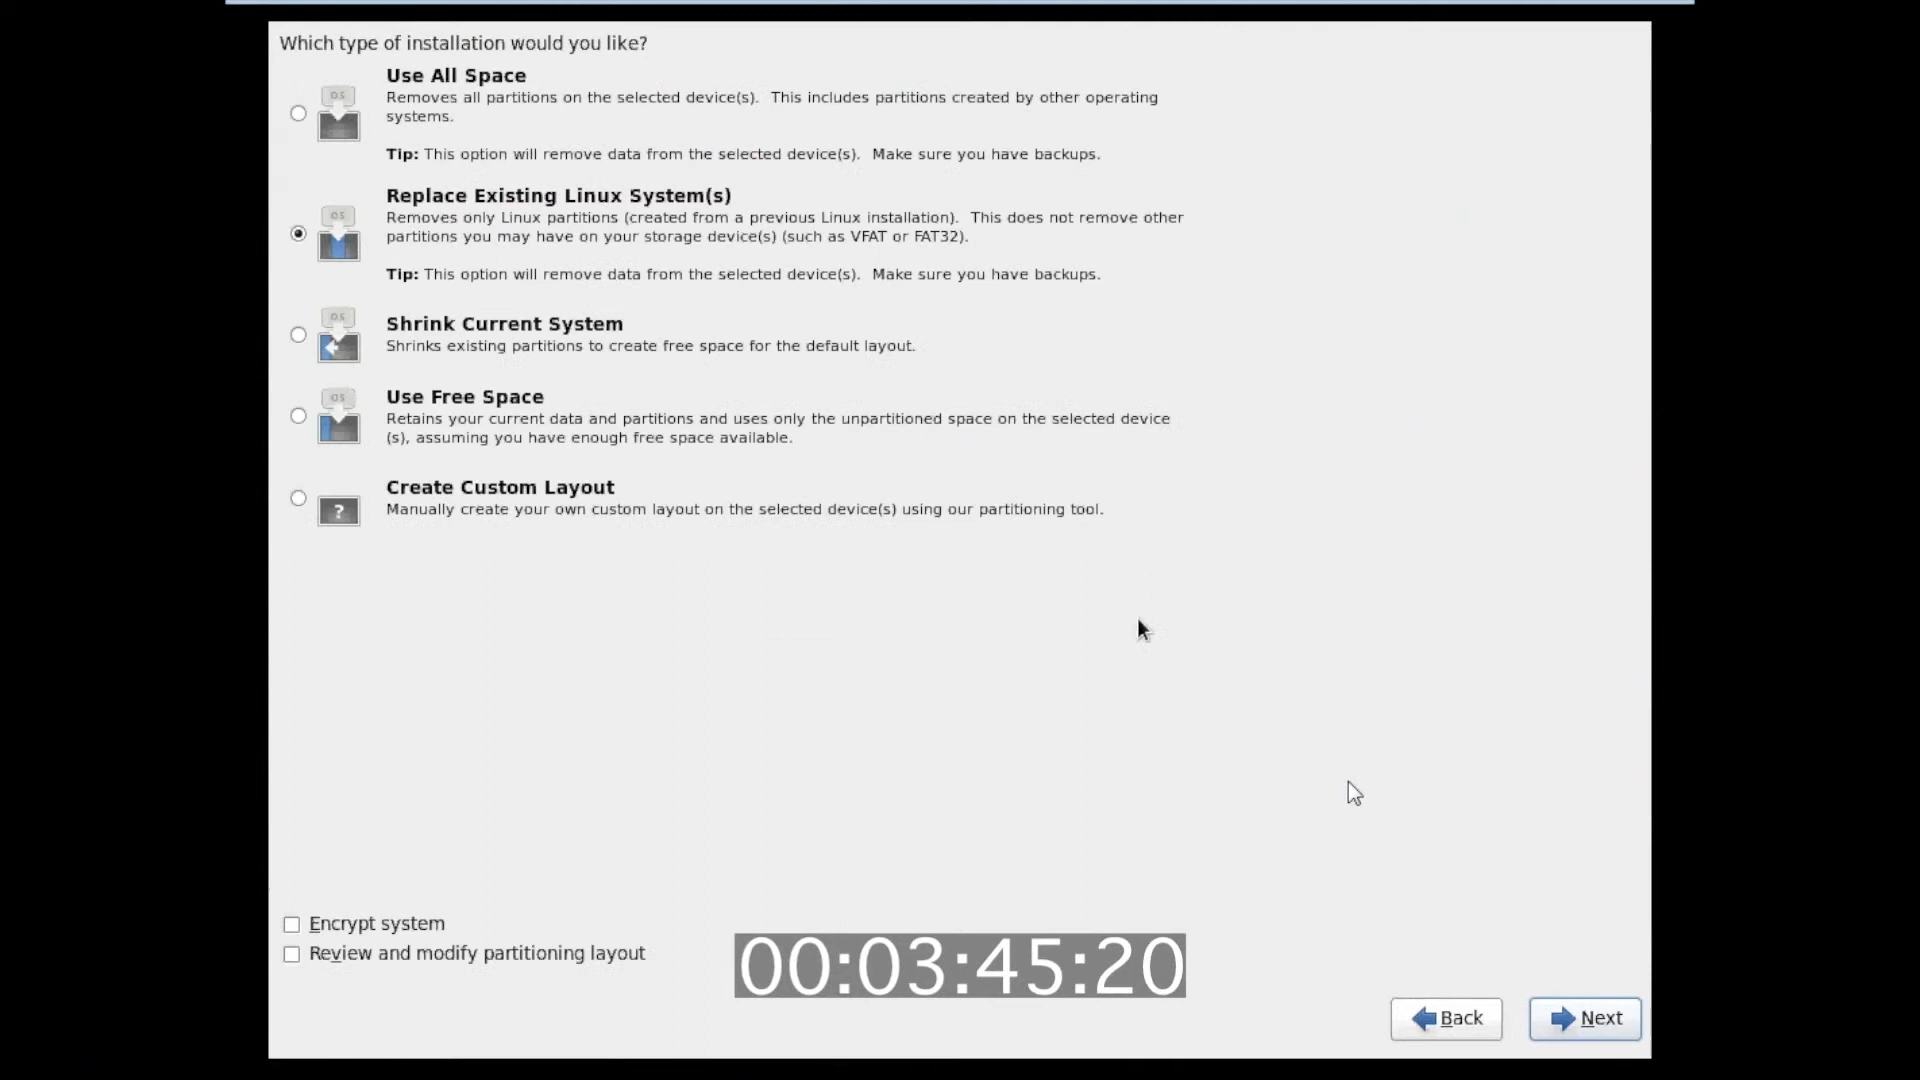 Which type of installation would you like?
OS
Use All Space
Removes all partitions on the selected device(s).  This includes partitions created by other operating
systems.
Tip: This option will remove data from the selected device(s).  Make sure you have backups.
OS
Replace Existing Linux System(s)
Removes only Linux partitions (created from a previous Linux installation).  This does not remove other
partitions you may have on your storage device(s) (such as VFAT or FAT32).
Tip: This option will remove data from the selected device(s).  Make sure you have backups.
OS
Shrink Current System
Shrinks existing partitions to create free space for the default layout.
OS
Use Free Space
Retains your current data and partitions and uses only the unpartitioned space on the selected device
(s), assuming you have enough free space available.
?
Create Custom Layout
Manually create your own custom layout on the selected device(s) using our partitioning tool.
Encrypt system
Review and modify partitioning layout
00:03:45:20
Back
Next